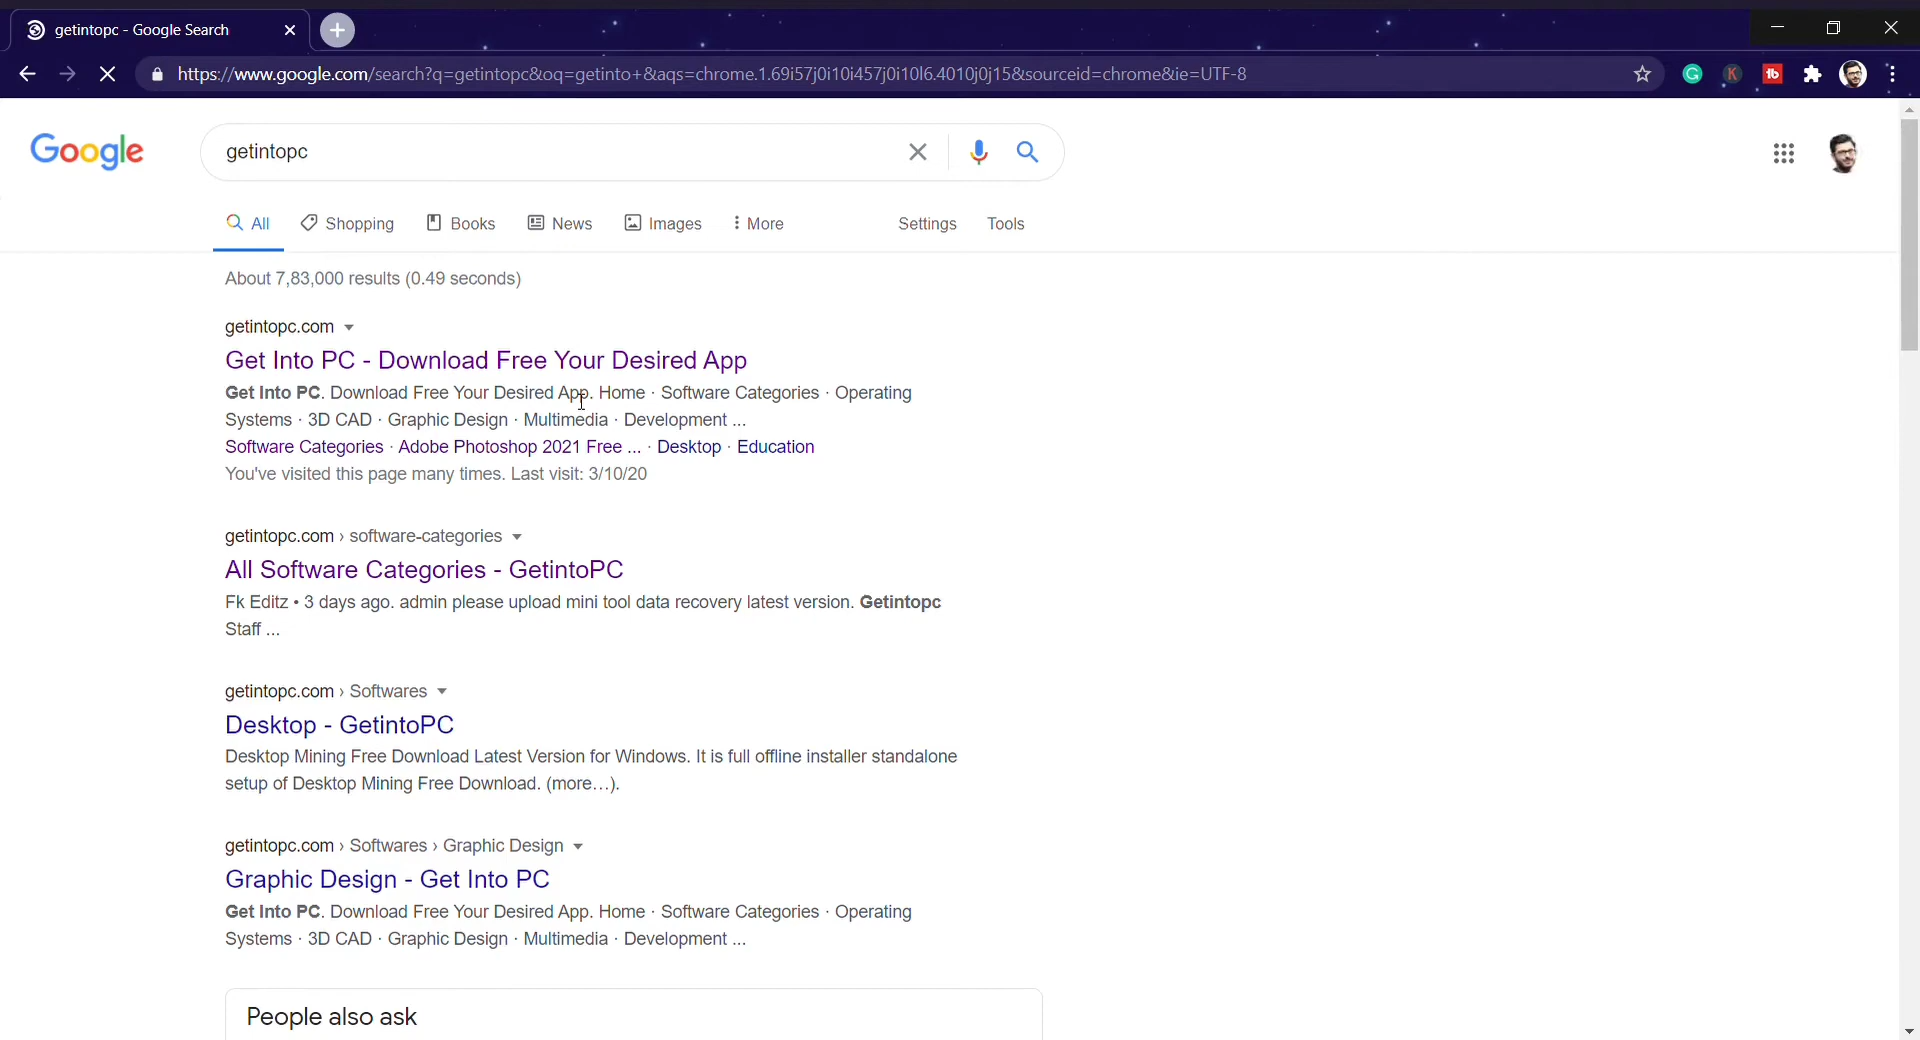 getintopc - Google Search
https://www.google.com/search?q=getintopc&oq=getinto+&aqs=chrome.1.69i57j0i10i457j0i10l6.4010j0j15&sourceid=chrome&ie=UTF-8
Google
getintopc
All Shopping Books News Images More Settings Tools
About 7,83,000 results (0.49 seconds)
getintopc.com
Get Into PC - Download Free Your Desired App
Get Into PC. Download Free Your Desired App. Home · Software Categories · Operating
Systems · 3D CAD · Graphic Design · Multimedia · Development ...
Software Categories · Adobe Photoshop 2021 Free ... · Desktop · Education
You've visited this page many times. Last visit: 3/10/20
getintopc.com › software-categories
All Software Categories - GetintoPC
Fk Editz • 3 days ago. admin please upload mini tool data recovery latest version. Getintopc
Staff ...
getintopc.com › Softwares
Desktop - GetintoPC
Desktop Mining Free Download Latest Version for Windows. It is full offline installer standalone
setup of Desktop Mining Free Download. (more…).
getintopc.com › Softwares › Graphic Design
Graphic Design - Get Into PC
Get Into PC. Download Free Your Desired App. Home · Software Categories · Operating
Systems · 3D CAD · Graphic Design · Multimedia · Development ...
People also ask